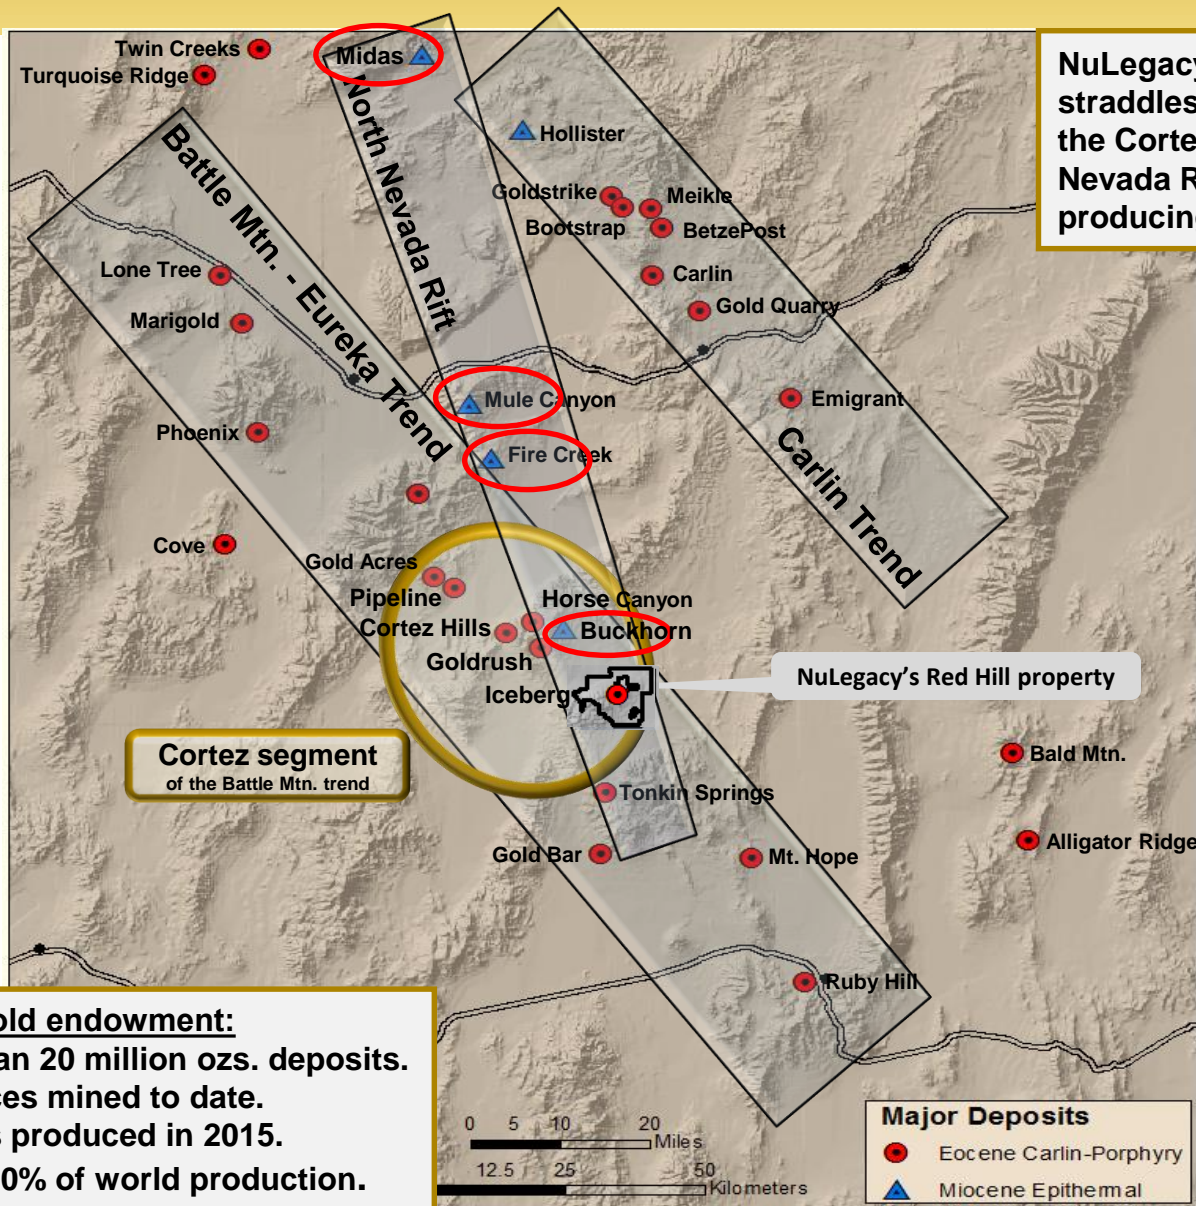 Twin Creeks
Turquoise Ridge
Midas
NuLegacy
straddles
the Corte
Nevada R
producin
North Nevada Rift
Hollister
Battle Mtn. - Eureka Trend
Goldstrike
Meikle
Bootstrap
BetzePost
Lone Tree
Carlin
Marigold
Gold Quarry
Mule Canyon
Emigrant
Phoenix
Fire Creek
Carlin Trend
Cove
Gold Acres
Pipeline
Horse Canyon
Cortez Hills
Buckhorn
Goldrush
Iceberg
NuLegacy's Red Hill property
Cortez segment
of the Battle Mtn. trend
Bald Mtn.
Tonkin Springs
Gold Bar
Mt. Hope
Alligator Ridge
Ruby Hill
old endowment:
an 20 million ozs. deposits.
ces mined to date.
s produced in 2015.
0% of world production.
0 5 10 20
Miles
12.5 25 50
Kilometers
Major Deposits
Eocene Carlin-Porphyry
Miocene Epithermal